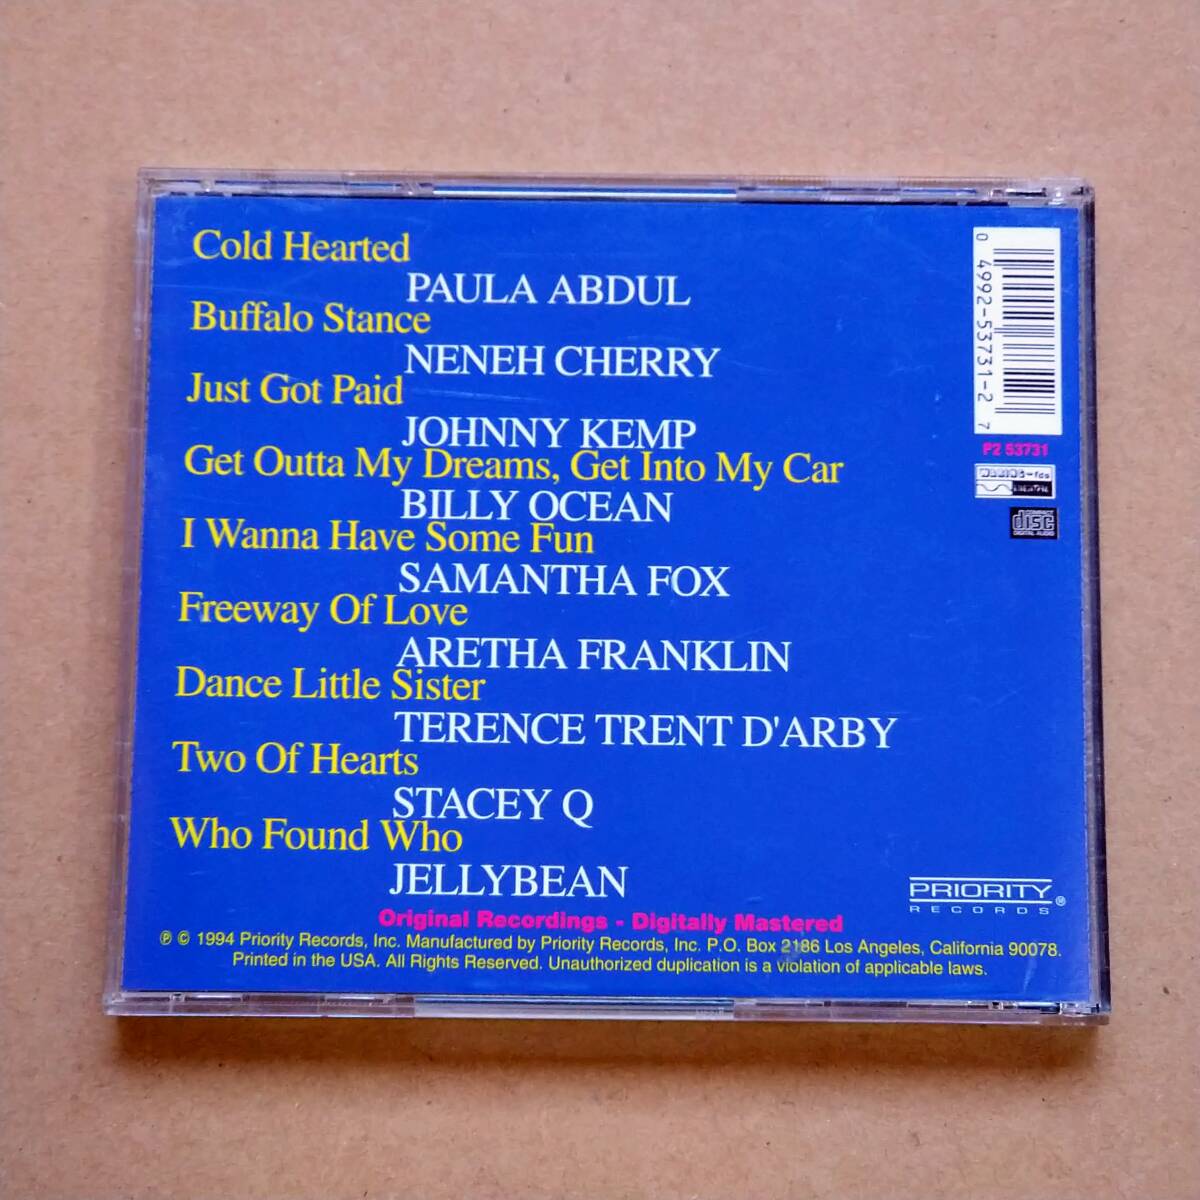 Cold Hearted
PAULA ABDUL
Buffalo Stance
NENEH CHERRY
Just Got Paid
JOHNNY KEMP
Get Outta My Dreams, Get Into My Car
BILLY OCEAN
I Wanna Have Some Fun
SAMANTHA FOX
Freeway Of Love
ARETHA FRANKLIN
Dance Little Sister
TERENCE TRENT D'ARBY
Two Of Hearts
STACEY Q
Who Found Who
JELLYBEAN
Original Recordings - Digitally Mastered
℗ © 1994 Priority Records, Inc. Manufactured by Priority Records, Inc. P.O. Box 2186 Los Angeles, California 90078.
Printed in the USA. All Rights Reserved. Unauthorized duplication is a violation of applicable laws.
0 4992-53731-2 7
P2 53731
COMPACT
disc
DIGITAL AUDIO
PRIORITY
RECORDS®